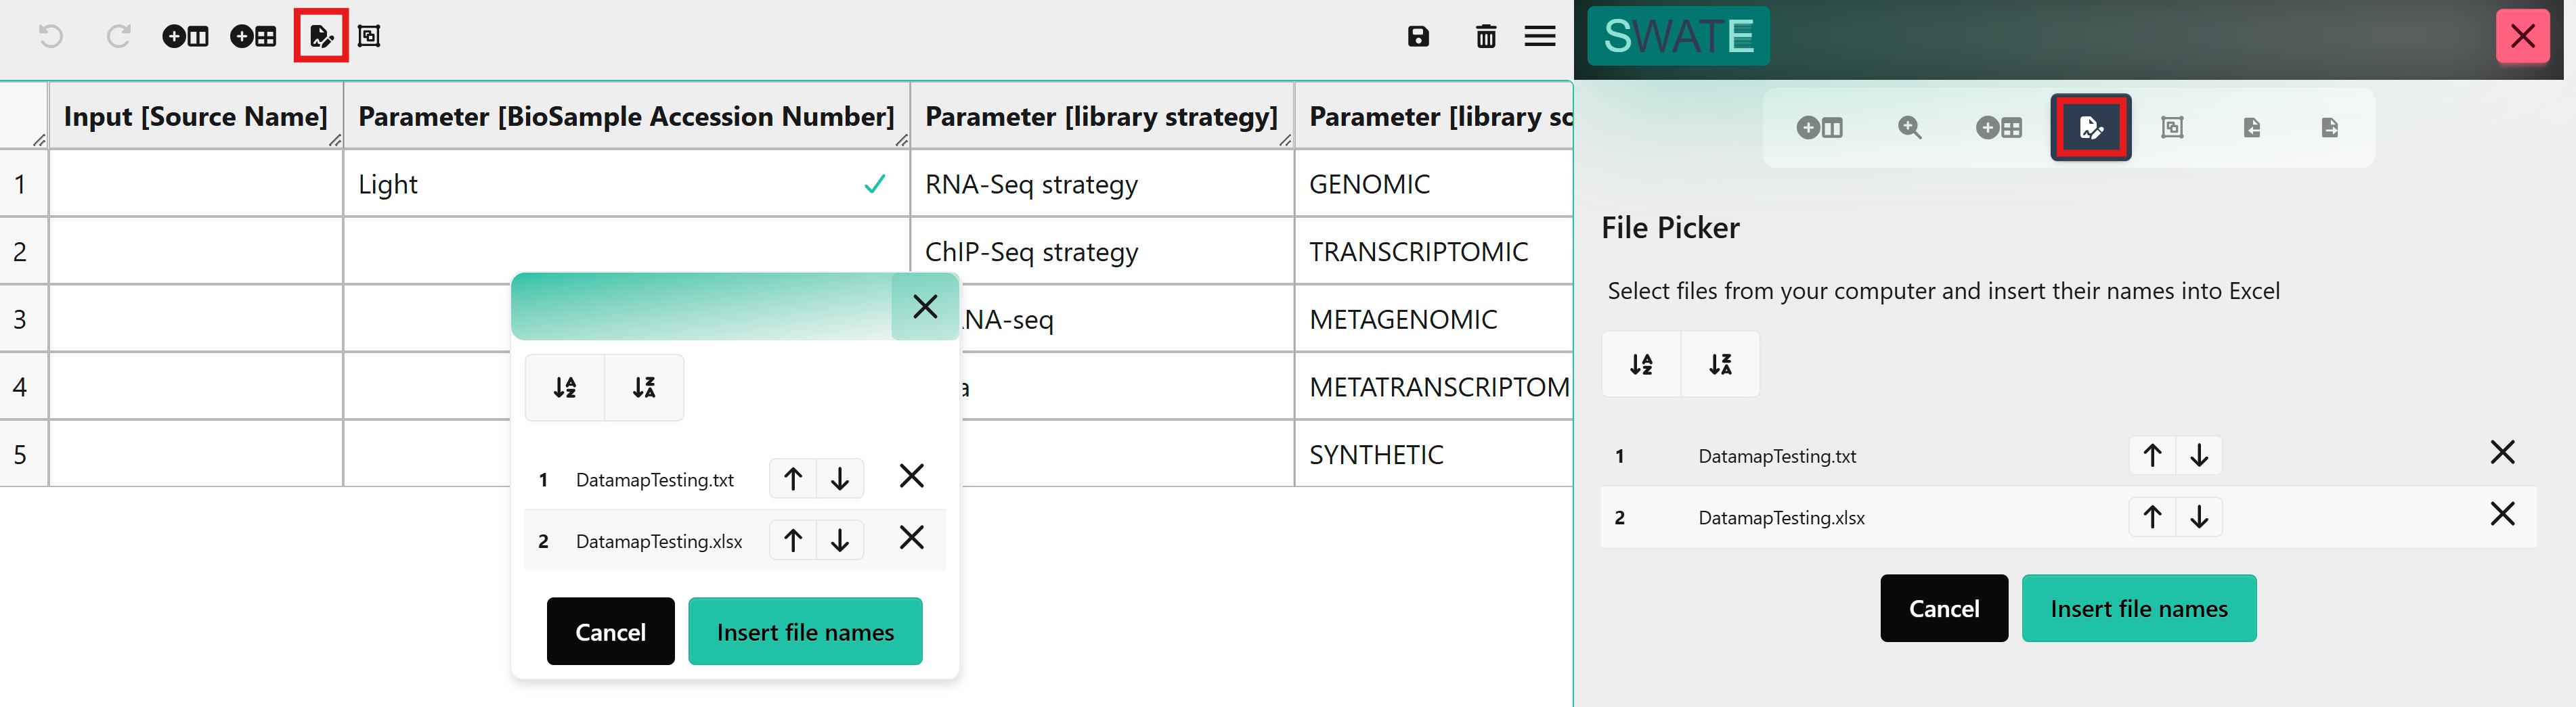 SWATE
Input [Source Name] Parameter [BioSample Accession Number] Parameter [library strategy] Parameter [library sc
1 Light RNA-Seq strategy GENOMIC
2 ChIP-Seq strategy TRANSCRIPTOMIC
3 NA-seq METAGENOMIC
4 a METATRANSCRIPTOM
5 SYNTHETIC
1 DatamapTesting.txt
2 DatamapTesting.xlsx
Cancel Insert file names
File Picker
Select files from your computer and insert their names into Excel
1 DatamapTesting.txt
2 DatamapTesting.xlsx
Cancel Insert file names